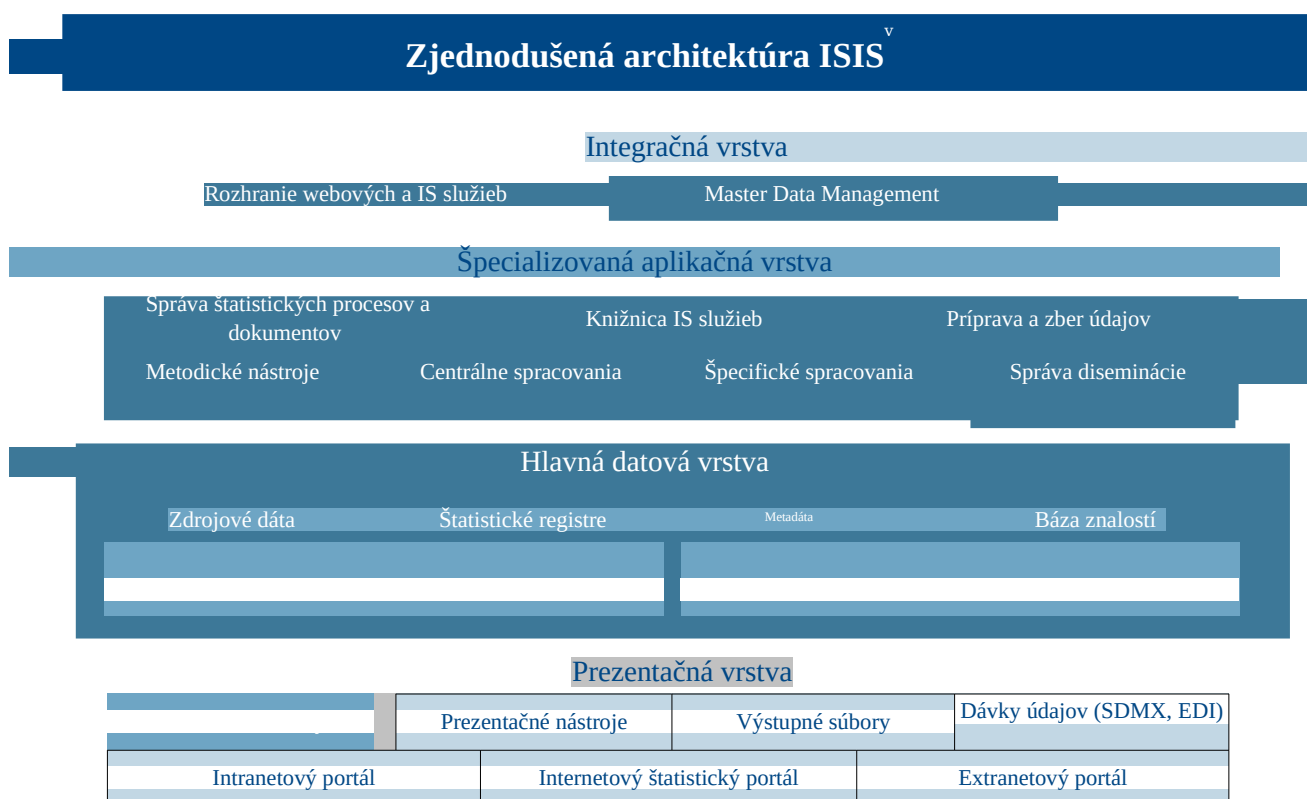 Zjednodušená architektúra ISIS v
Integračná vrstva
Rozhranie webových a IS služieb Master Data Management
Špecializovaná aplikačná vrstva
Správa štatistických procesov a
dokumentov
Knižnica IS služieb Príprava a zber údajov
Metodické nástroje Centrálne spracovania Špecifické spracovania Správa diseminácie
Hlavná datová vrstva
Zdrojové dáta Štatistické registre Metadáta Báza znalostí
Prezentačná vrstva
Prezentačné nástroje Výstupné súbory Dávky údajov (SDMX, EDI)
Intranetový portál Internetový štatistický portál Extranetový portál